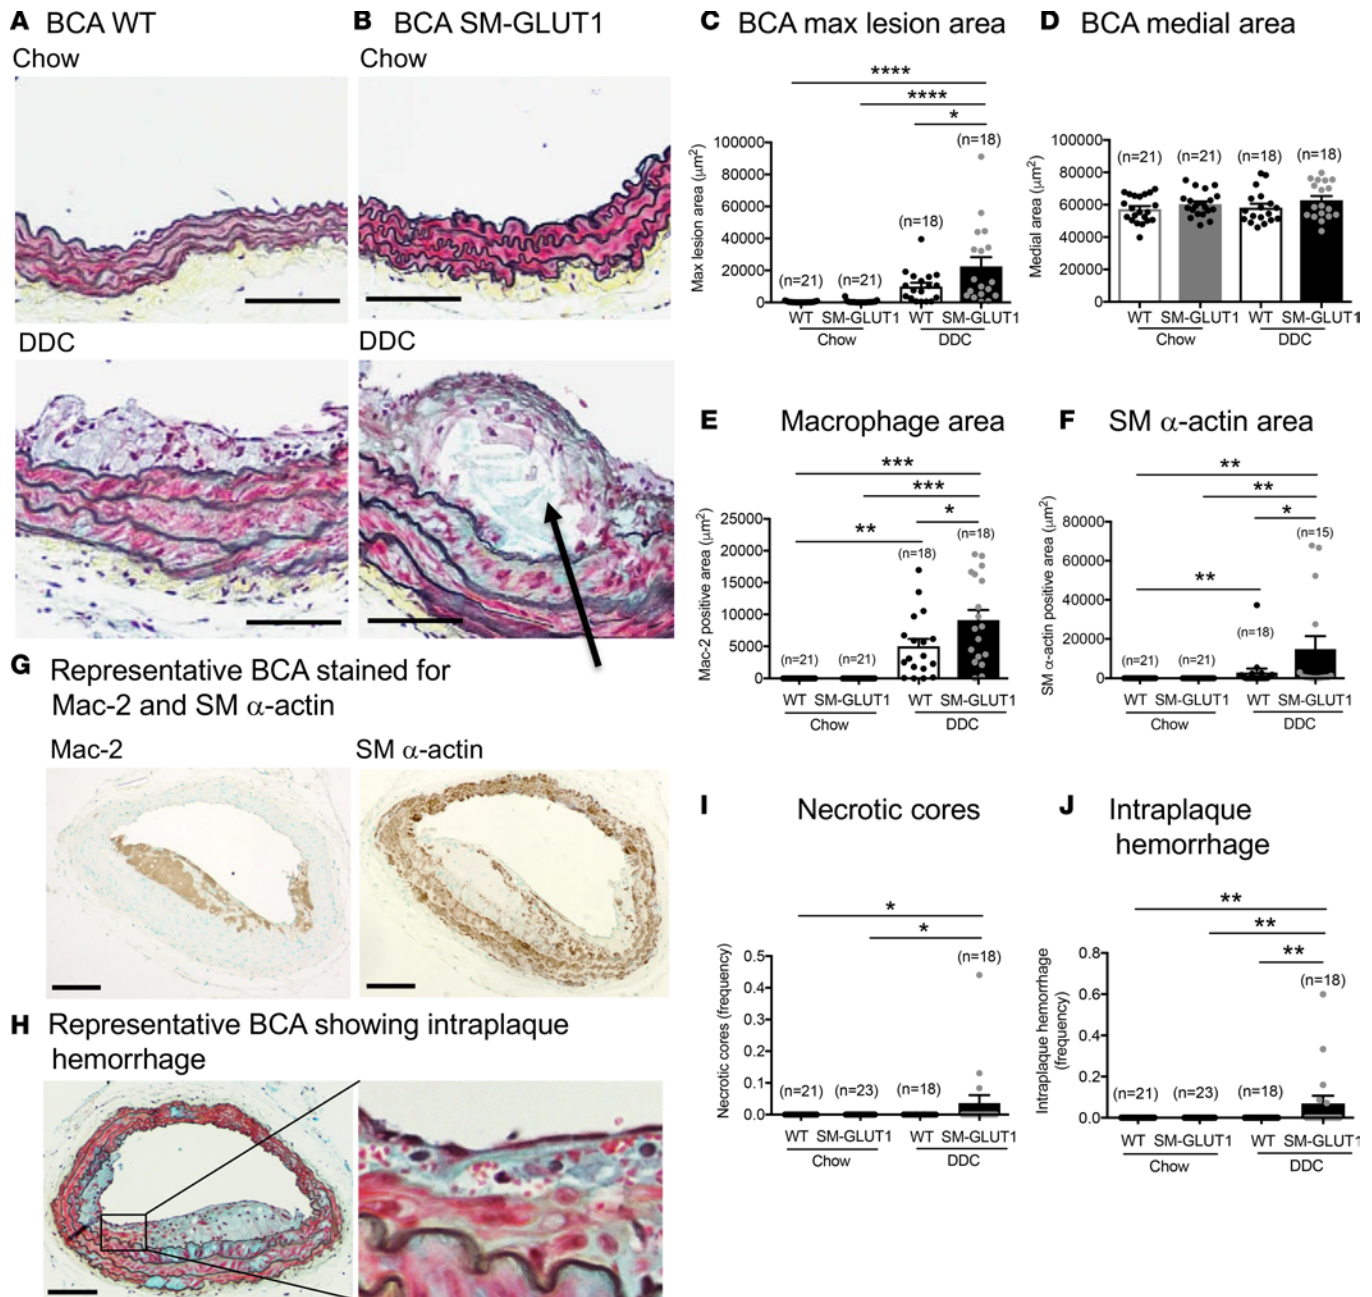 A BCA WT
Chow
DDC
B BCA SM-GLUT1
Chow
DDC
C BCA max lesion area
****
****
*
(n=18)
(n=18)
(n=21) (n=21)
Max lesion area (μm²)
100000
80000
60000
40000
20000
0
WT SM-GLUT1 WT SM-GLUT1
Chow DDC
D BCA medial area
(n=21) (n=21) (n=18) (n=18)
Medial area (μm²)
100000
80000
60000
40000
20000
0
WT SM-GLUT1 WT SM-GLUT1
Chow DDC
E Macrophage area
***
***
*
**
(n=18)
(n=18)
(n=21) (n=21)
Mac-2 positive area (μm²)
25000
20000
15000
10000
5000
0
WT SM-GLUT1 WT SM-GLUT1
Chow DDC
F SM α-actin area
**
**
*
**
(n=15)
(n=18)
(n=21) (n=21)
SM α-actin positive area (μm²)
80000
60000
40000
20000
0
WT SM-GLUT1 WT SM-GLUT1
Chow DDC
G Representative BCA stained for
Mac-2 and SM α-actin
Mac-2 SM α-actin
H Representative BCA showing intraplaque
hemorrhage
I Necrotic cores
*
*
(n=18)
(n=21) (n=23) (n=18)
Necrotic cores (frequency)
0.5
0.4
0.3
0.2
0.1
0.0
WT SM-GLUT1 WT SM-GLUT1
Chow DDC
J Intraplaque
hemorrhage
**
**
**
(n=18)
(n=21) (n=23) (n=18)
Intraplaque hemorrhage
(frequency)
0.8
0.6
0.4
0.2
0.0
WT SM-GLUT1 WT SM-GLUT1
Chow DDC